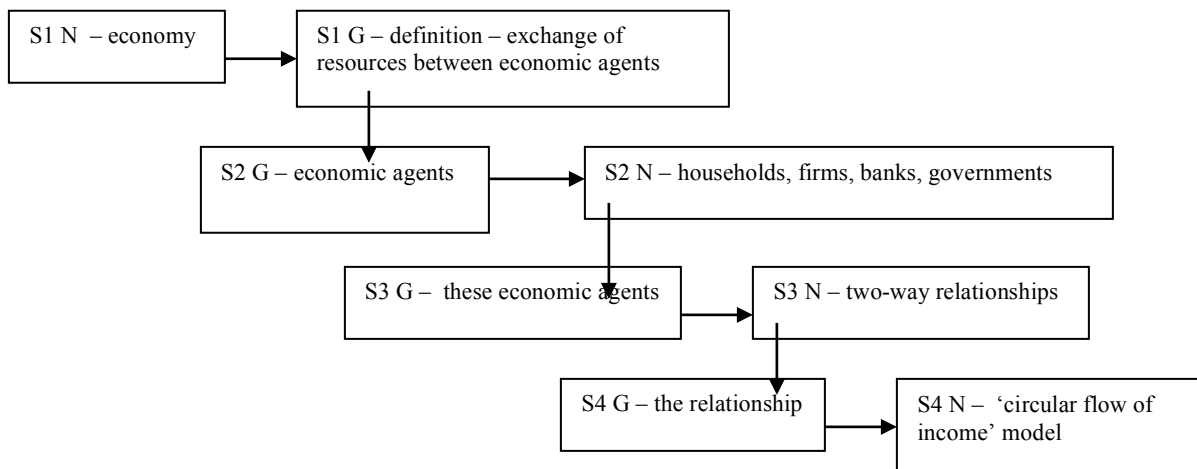 S1 N – economy
S1 G – definition – exchange of
resources between economic agents
S2 G – economic agents
S2 N – households, firms, banks, governments
S3 G – these economic agents
S3 N – two-way relationships
S4 G – the relationship
S4 N – ‘circular flow of
income’ model